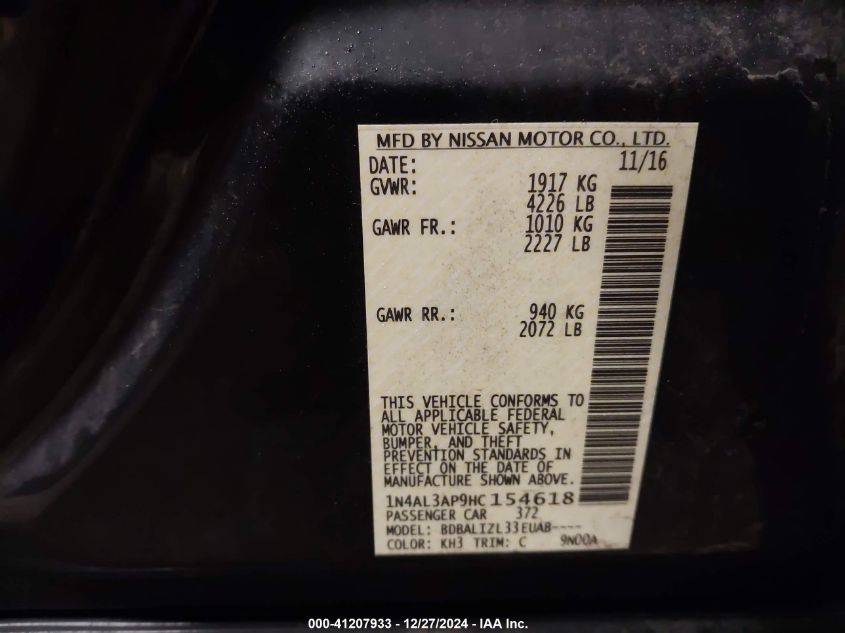 MFD BY NISSAN MOTOR CO., LTD.
DATE: 11/16
GVWR: 1917 KG
4226 LB
GAWR FR.: 1010 KG
2227 LB
GAWR RR.: 940 KG
2072 LB
THIS VEHICLE CONFORMS TO
ALL APPLICABLE FEDERAL
MOTOR VEHICLE SAFETY,
BUMPER, AND THEFT
PREVENTION STANDARDS IN
EFFECT ON THE DATE OF
MANUFACTURE SHOWN ABOVE.
1N4AL3AP9HC154618
PASSENGER CAR 372
MODEL: BDBALIZL33EUAB----
COLOR: KH3 TRIM: C 9N00A
000-41207933 - 12/27/2024 - IAA Inc.